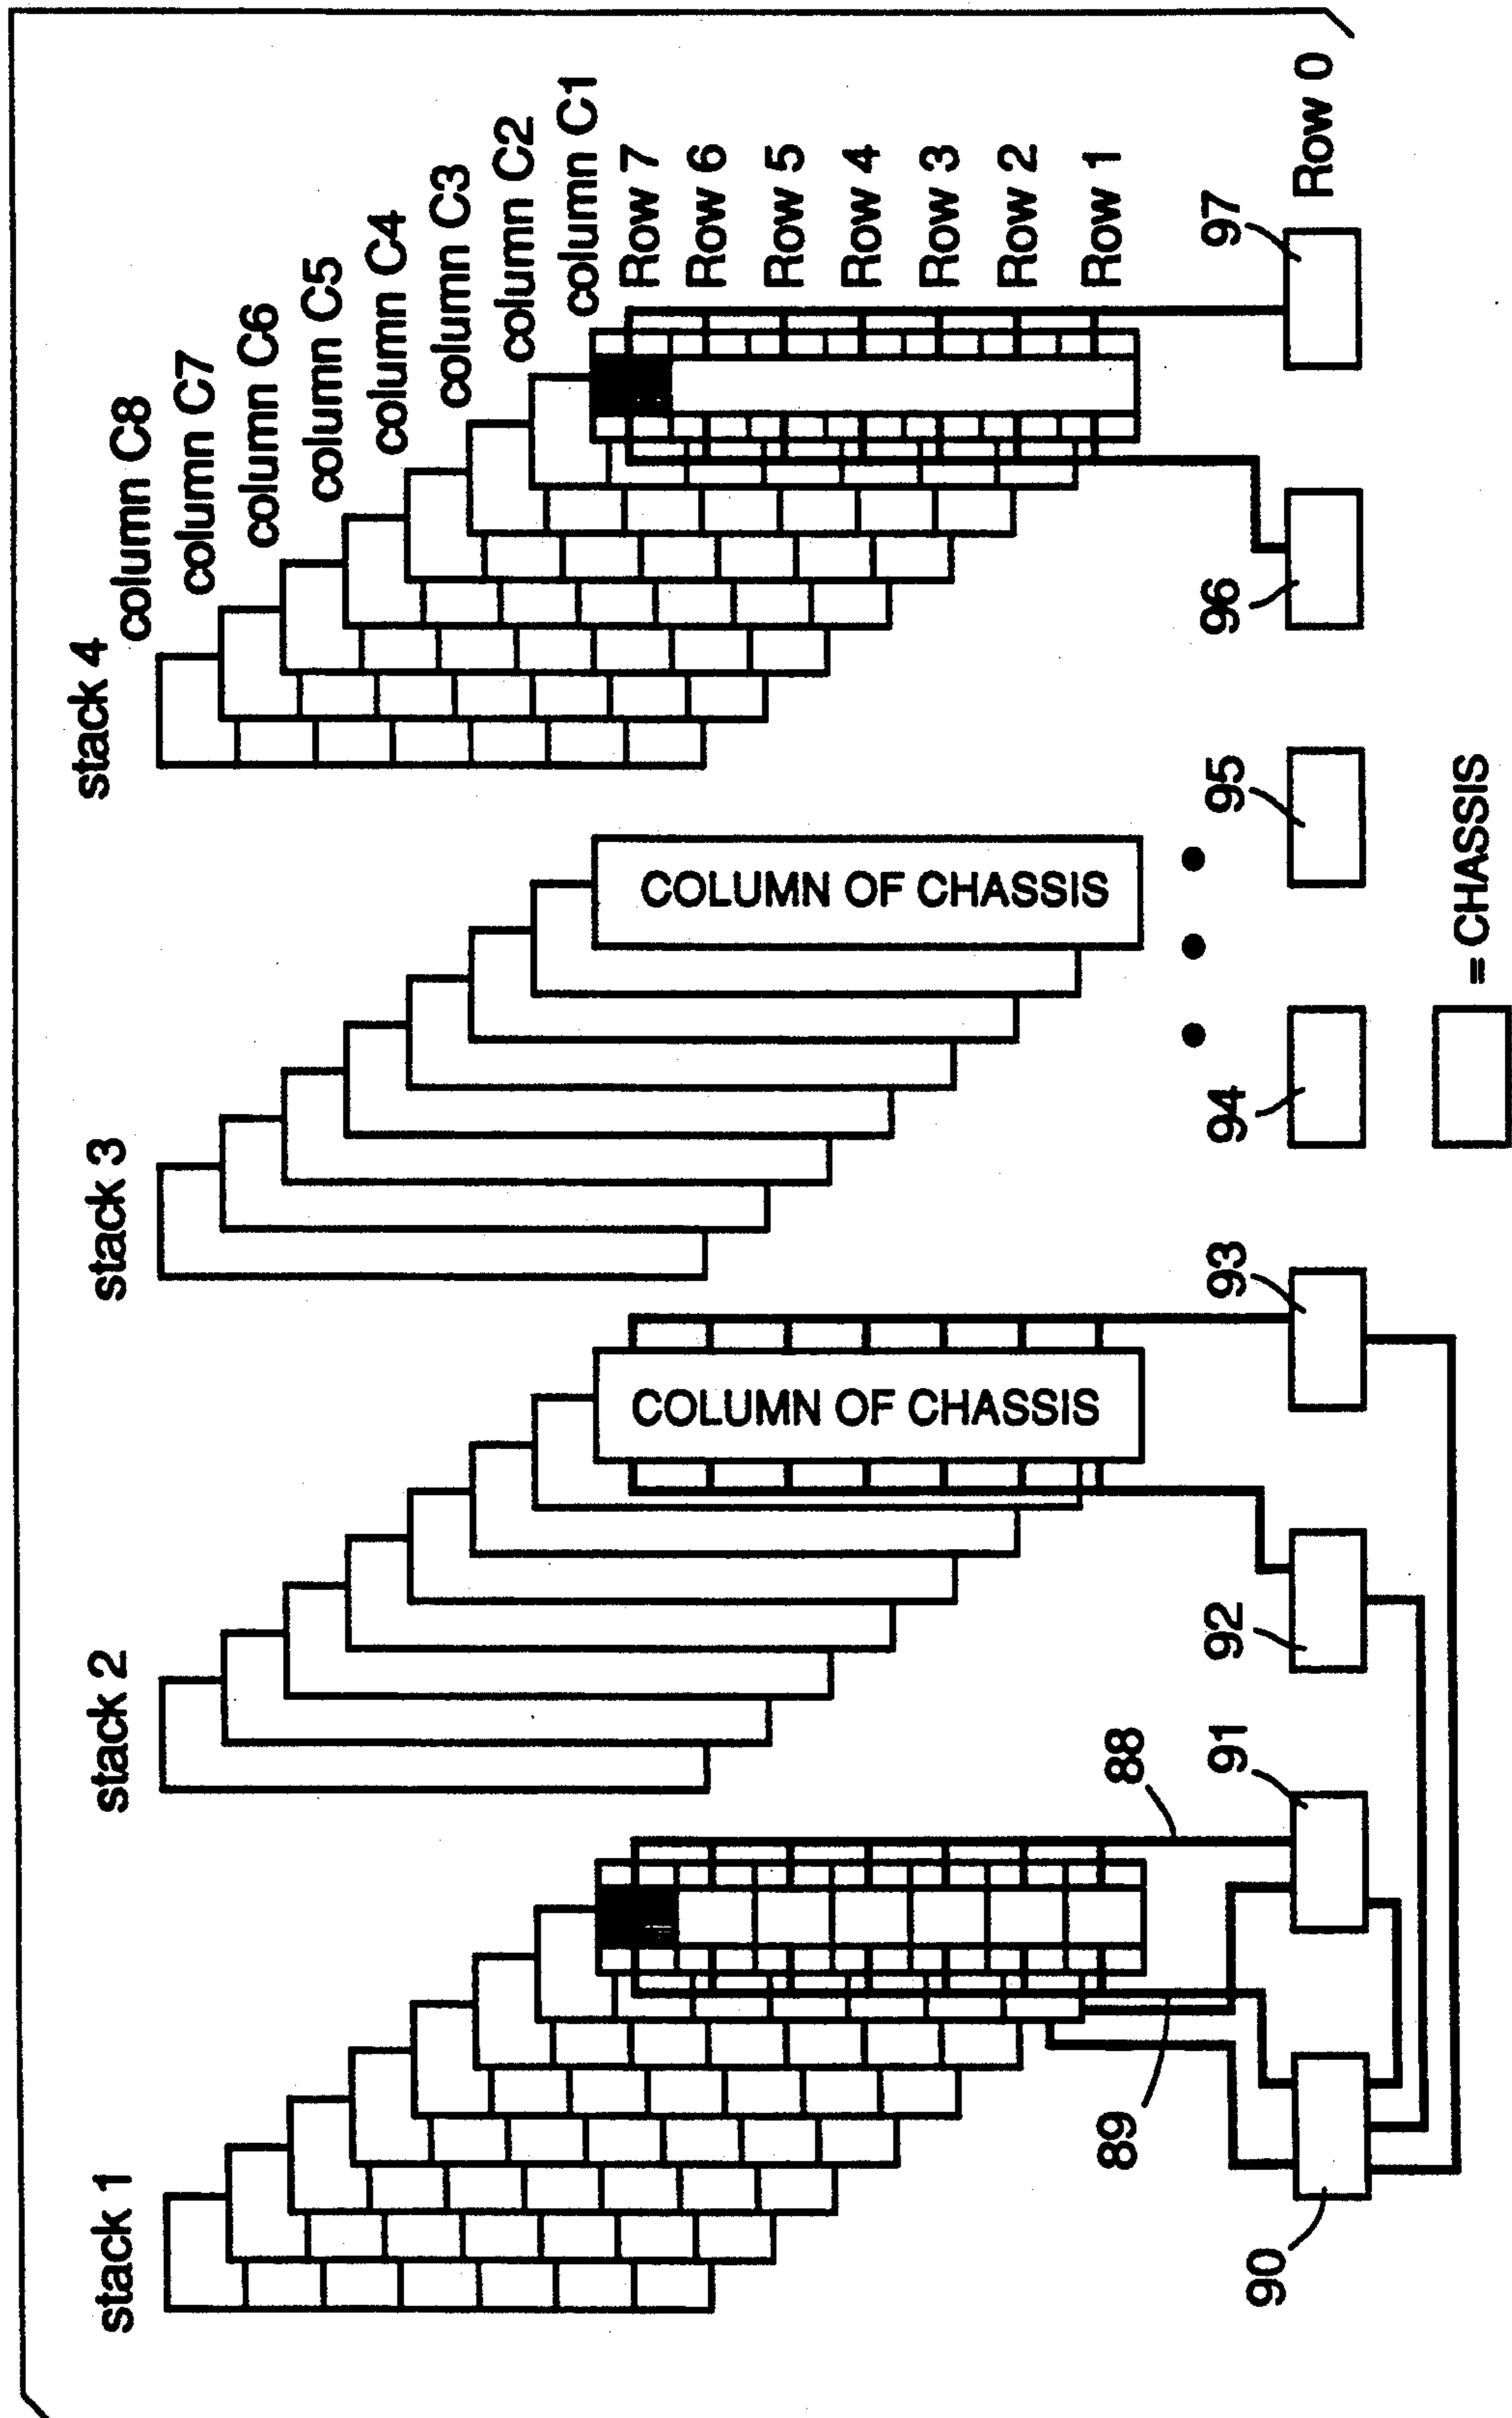 stack 1
stack 2
stack 3
stack 4
column C8
column C7
column C6
column C5
column C4
column C3
column C2
column C1
Row 7
Row 6
Row 5
Row 4
Row 3
Row 2
Row 1
COLUMN OF CHASSIS
COLUMN OF CHASSIS
88
89
90
91
92
93
94
95
96
97
Row 0
= CHASSIS